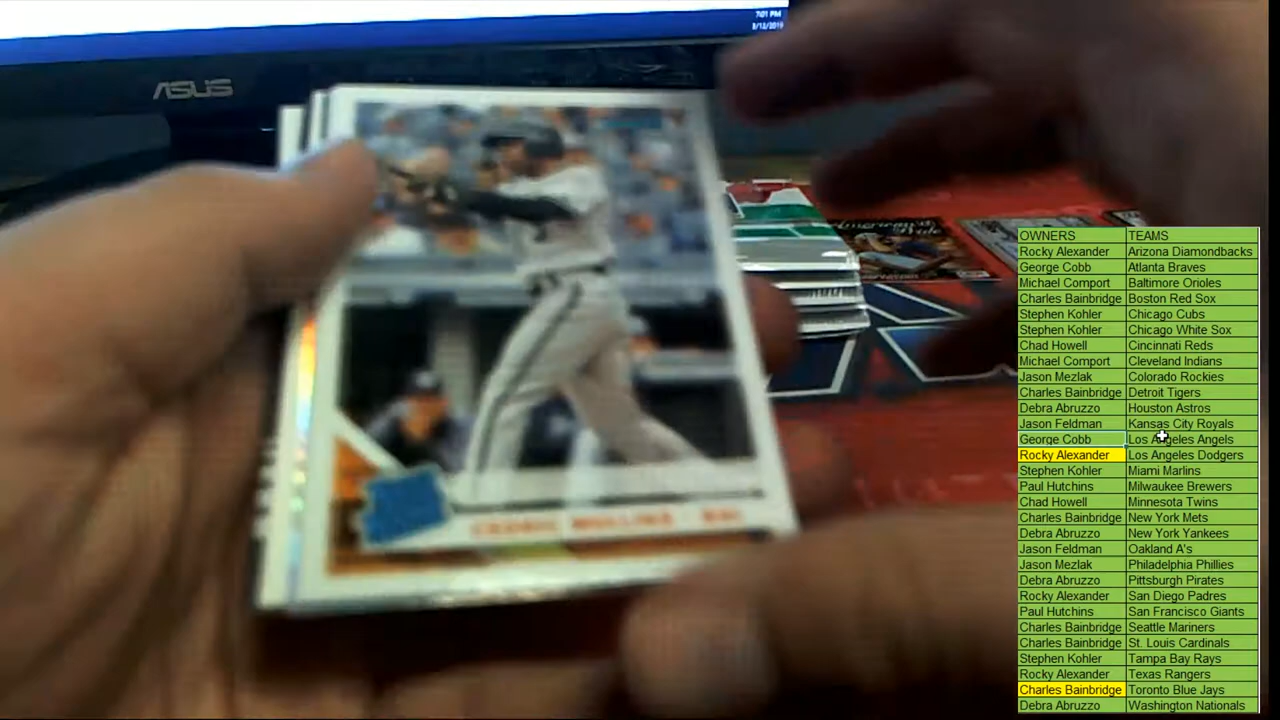 7:01 PM
ASUS
CEDRIC MULLINS BAL
OWNERS TEAMS
Rocky Alexander Arizona Diamondbacks
George Cobb Atlanta Braves
Michael Comport Baltimore Orioles
Charles Bainbridge Boston Red Sox
Stephen Kohler Chicago Cubs
Stephen Kohler Chicago White Sox
Chad Howell Cincinnati Reds
Michael Comport Cleveland Indians
Jason Mezlak Colorado Rockies
Charles Bainbridge Detroit Tigers
Debra Abruzzo Houston Astros
Jason Feldman Kansas City Royals
George Cobb Los Angeles Angels
Rocky Alexander Los Angeles Dodgers
Stephen Kohler Miami Marlins
Paul Hutchins Milwaukee Brewers
Chad Howell Minnesota Twins
Charles Bainbridge New York Mets
Debra Abruzzo New York Yankees
Jason Feldman Oakland A's
Jason Mezlak Philadelphia Phillies
Debra Abruzzo Pittsburgh Pirates
Rocky Alexander San Diego Padres
Paul Hutchins San Francisco Giants
Charles Bainbridge Seattle Mariners
Charles Bainbridge St. Louis Cardinals
Stephen Kohler Tampa Bay Rays
Rocky Alexander Texas Rangers
Charles Bainbridge Toronto Blue Jays
Debra Abruzzo Washington Nationals